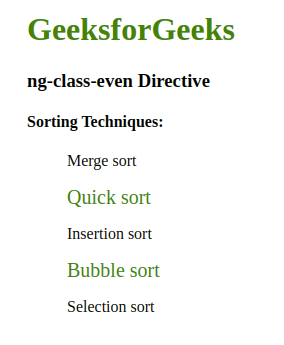 GeeksforGeeks
ng-class-even Directive
Sorting Techniques:
Merge sort
Quick sort
Insertion sort
Bubble sort
Selection sort